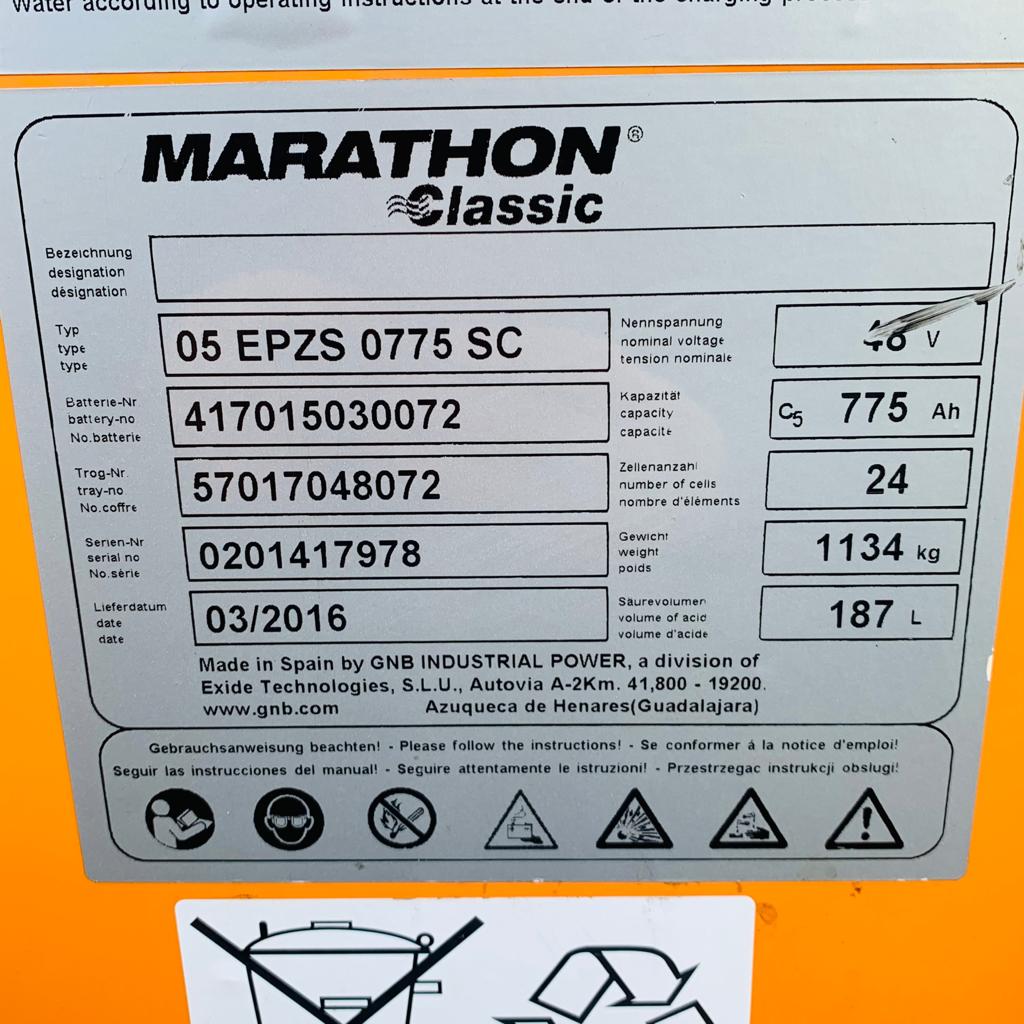 Water according to operating instructions at the end of the charging
MARATHON®
Classic
Bezeichnung
designation
désignation
Typ
type
type
05 EPZS 0775 SC
Nennspannung
nominal voltage
tension nominale
48 V
Batterie-Nr
battery-no
No.batterie
417015030072
Kapazität
capacity
capacité
C5 775 Ah
Trog-Nr.
tray-no
No.coffre
57017048072
Zellenanzahl
number of cells
nombre d'éléments
24
Serien-Nr
serial no
No.série
0201417978
Gewicht
weight
poids
1134 kg
Lieferdatum
date
date
03/2016
Säurevolumen
volume of acid
volume d'acide
187 L
Made in Spain by GNB INDUSTRIAL POWER, a division of
Exide Technologies, S.L.U., Autovia A-2Km. 41,800 - 19200.
www.gnb.com Azuqueca de Henares(Guadalajara)
Gebrauchsanweisung beachten! - Please follow the instructions! - Se conformer á la notice d'emploi!
Seguir las instrucciones del manual! - Seguire attentamente le istruzioni! - Przestrzegac instrukcji obslugi!